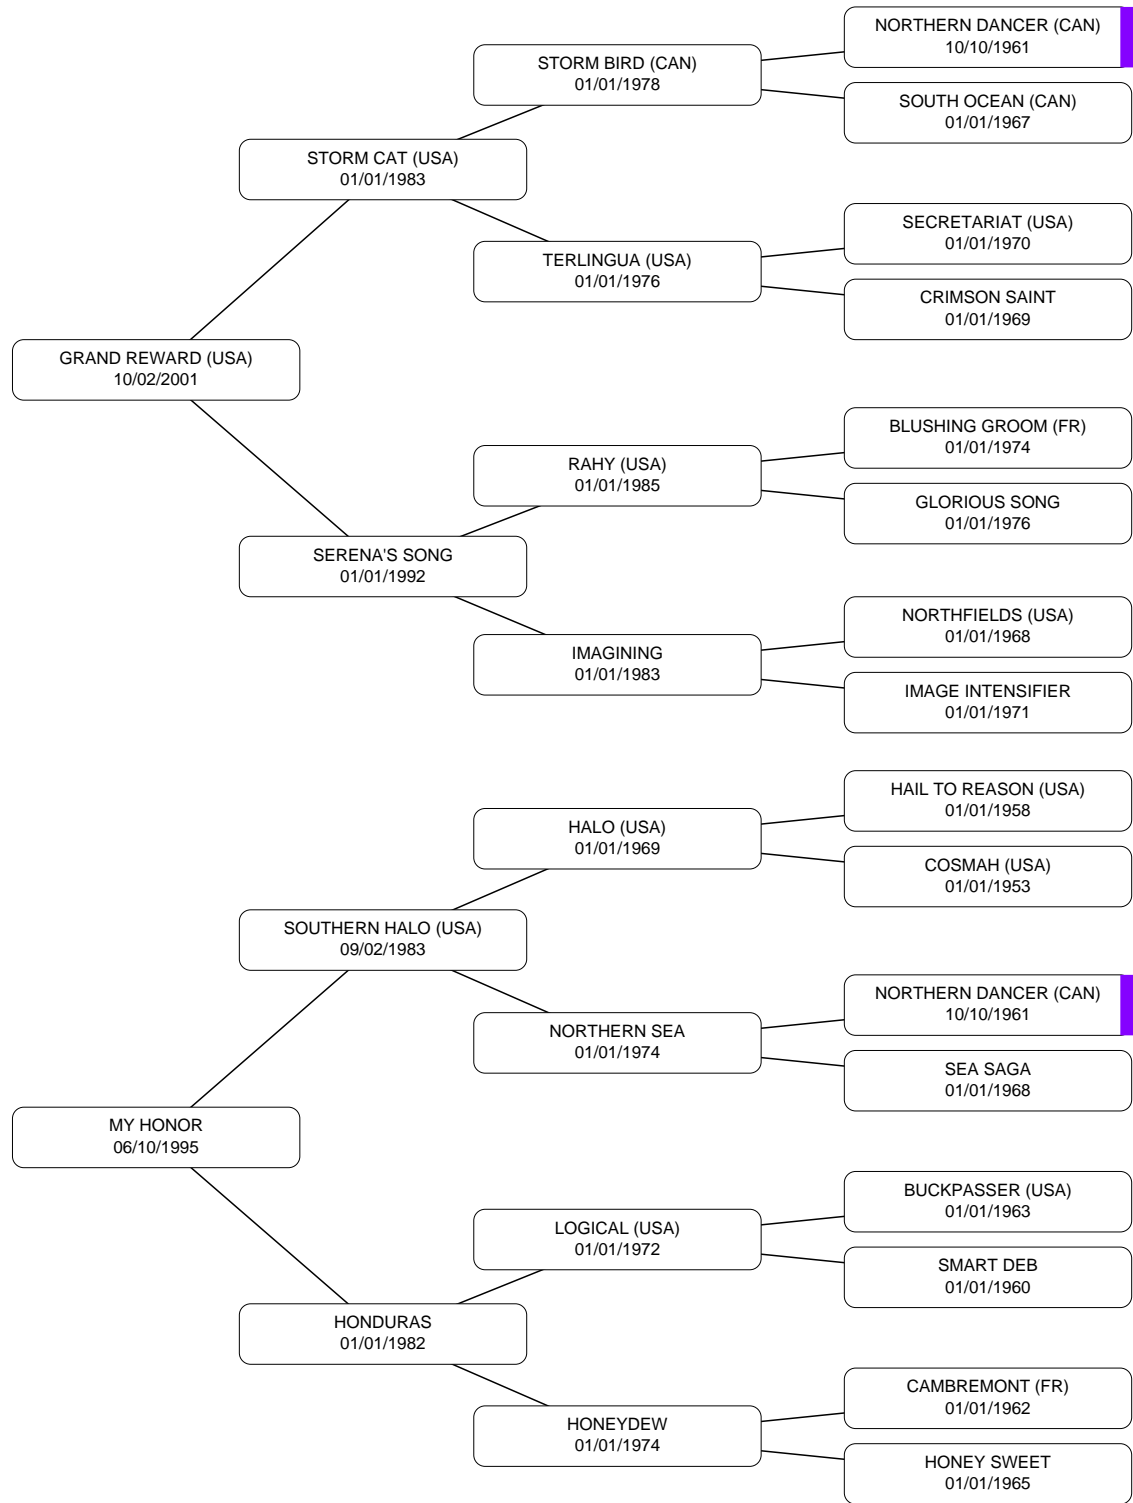 NORTHERN DANCER (CAN)
10/10/1961
STORM BIRD (CAN)
01/01/1978
SOUTH OCEAN (CAN)
01/01/1967
STORM CAT (USA)
01/01/1983
SECRETARIAT (USA)
01/01/1970
TERLINGUA (USA)
01/01/1976
CRIMSON SAINT
01/01/1969
GRAND REWARD (USA)
10/02/2001
BLUSHING GROOM (FR)
01/01/1974
RAHY (USA)
01/01/1985
GLORIOUS SONG
01/01/1976
SERENA'S SONG
01/01/1992
NORTHFIELDS (USA)
01/01/1968
IMAGINING
01/01/1983
IMAGE INTENSIFIER
01/01/1971
HAIL TO REASON (USA)
01/01/1958
HALO (USA)
01/01/1969
COSMAH (USA)
01/01/1953
SOUTHERN HALO (USA)
09/02/1983
NORTHERN DANCER (CAN)
10/10/1961
NORTHERN SEA
01/01/1974
SEA SAGA
01/01/1968
MY HONOR
06/10/1995
BUCKPASSER (USA)
01/01/1963
LOGICAL (USA)
01/01/1972
SMART DEB
01/01/1960
HONDURAS
01/01/1982
CAMBREMONT (FR)
01/01/1962
HONEYDEW
01/01/1974
HONEY SWEET
01/01/1965